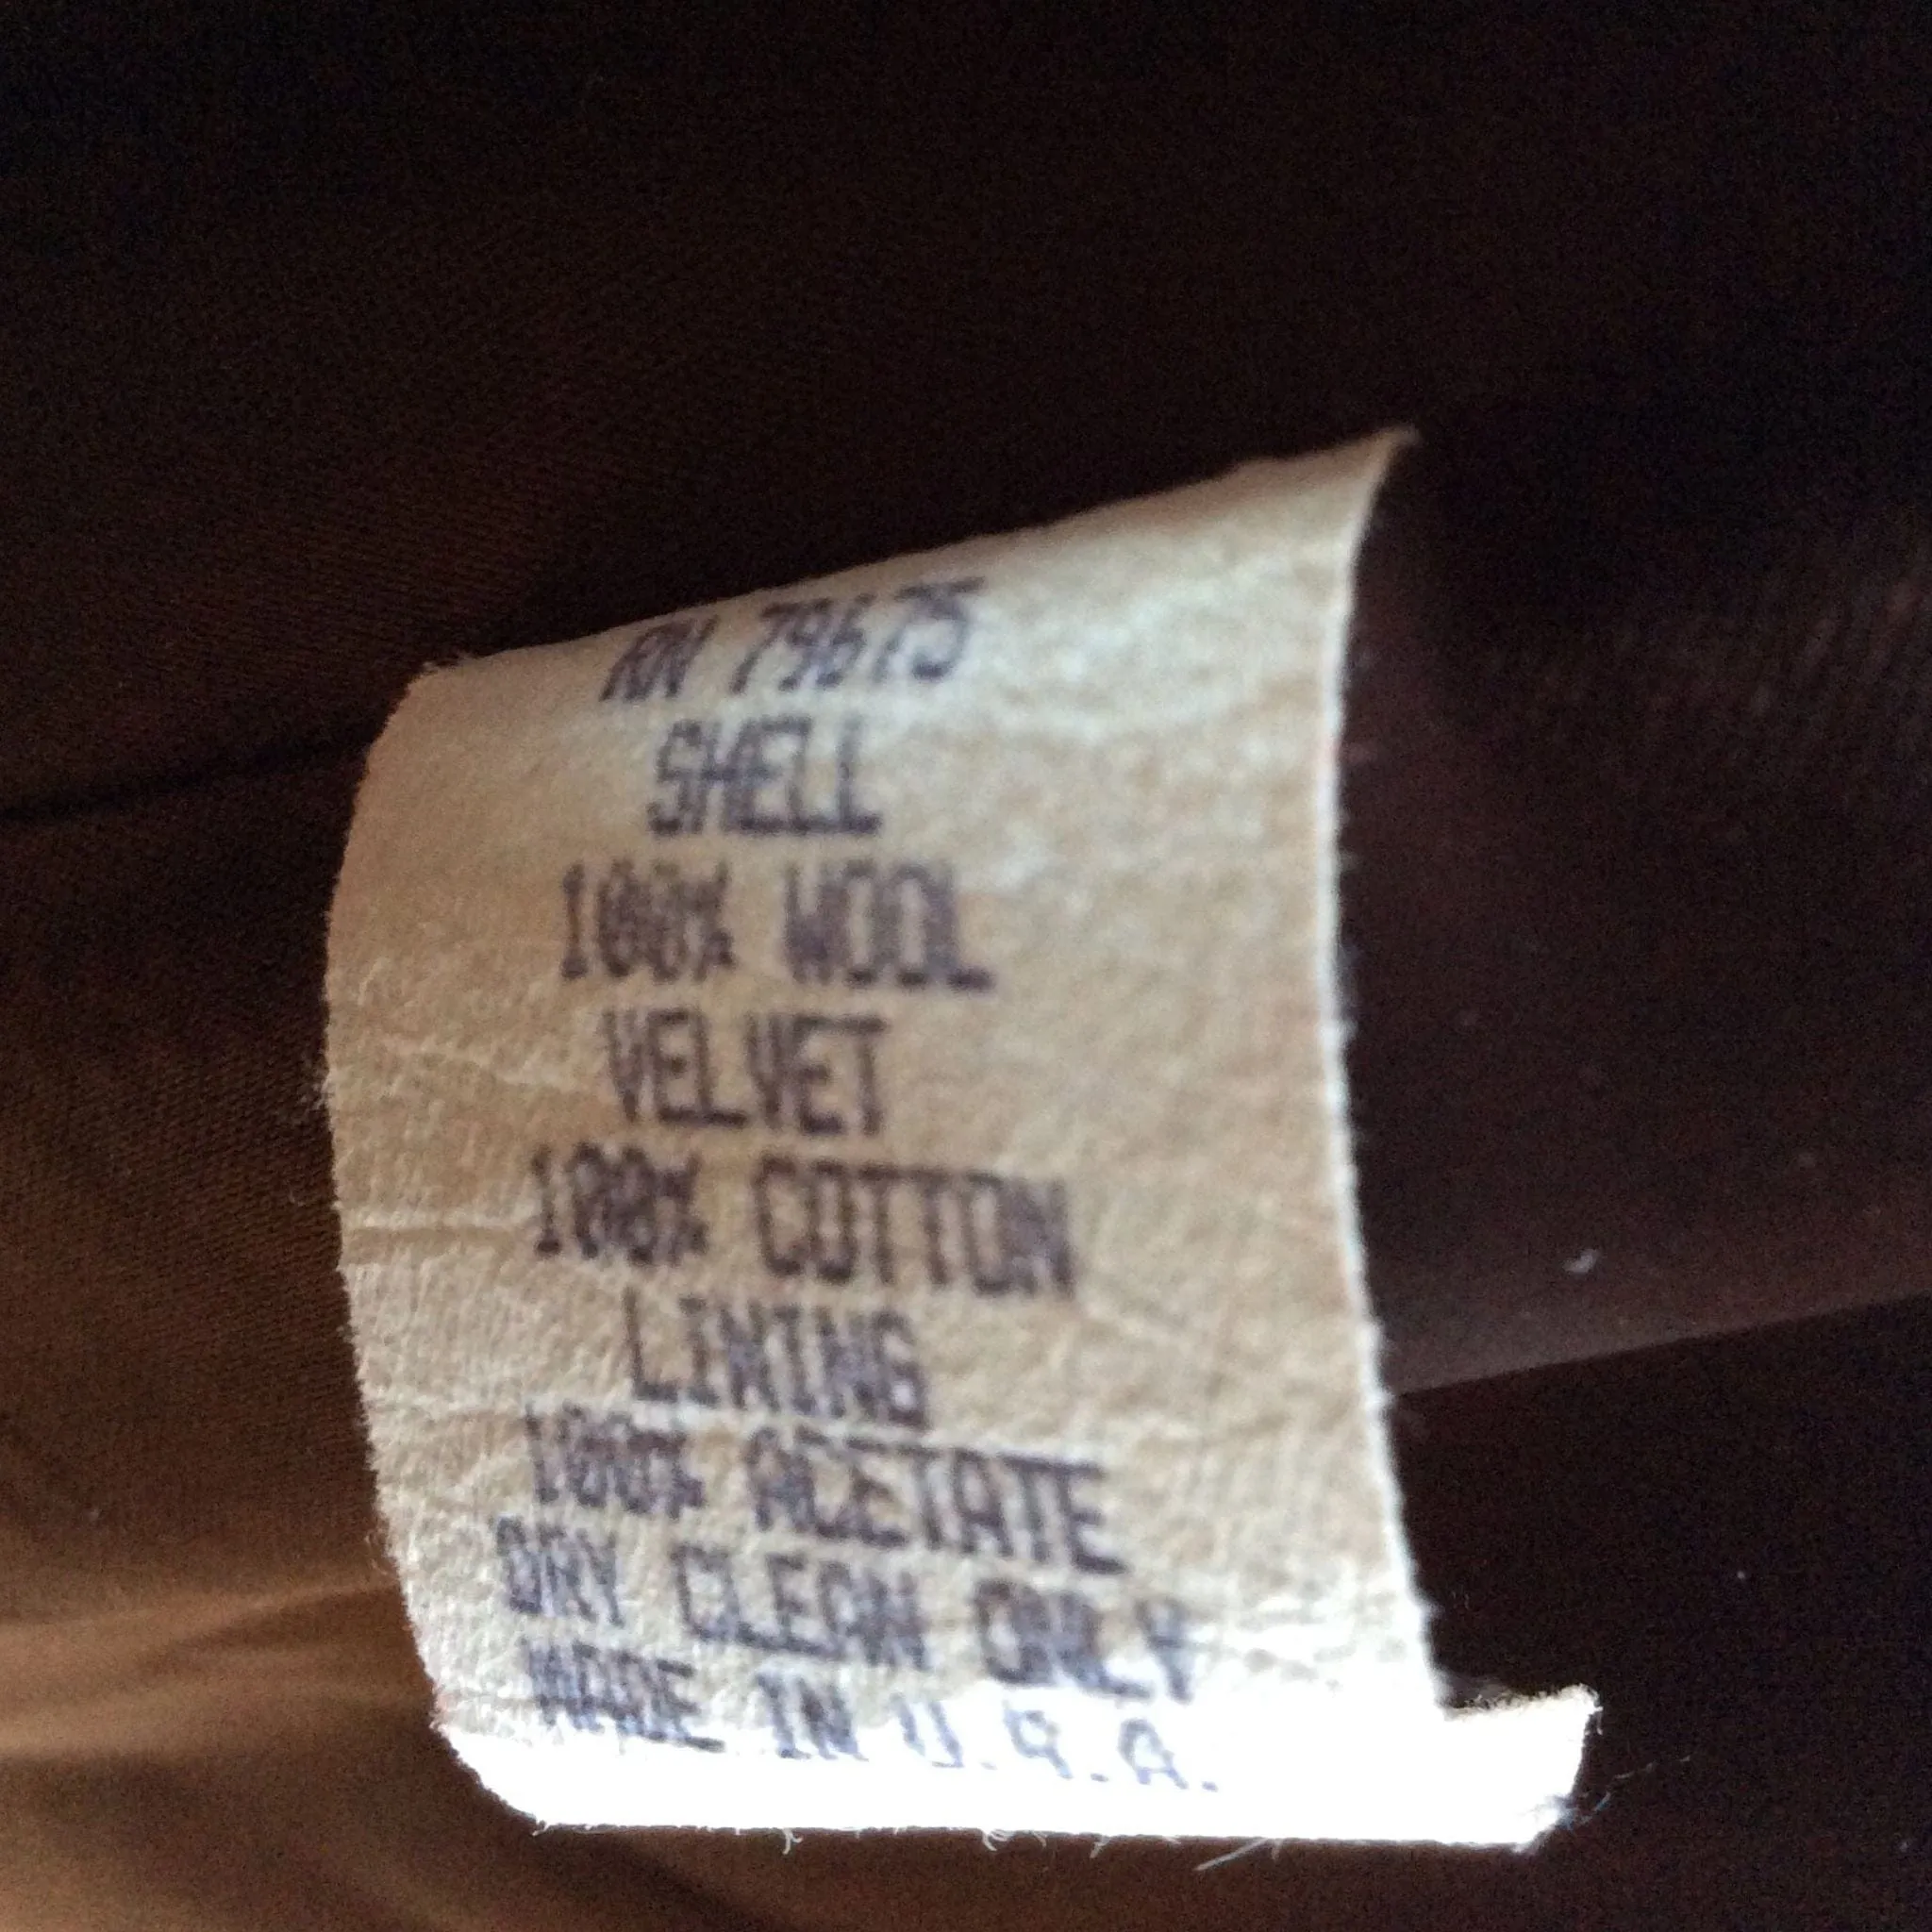 RN 79675
SHELL
100% WOOL
VELVET
100% COTTON
LINING
100% ACETATE
DRY CLEAN ONLY
MADE IN U.S.A.